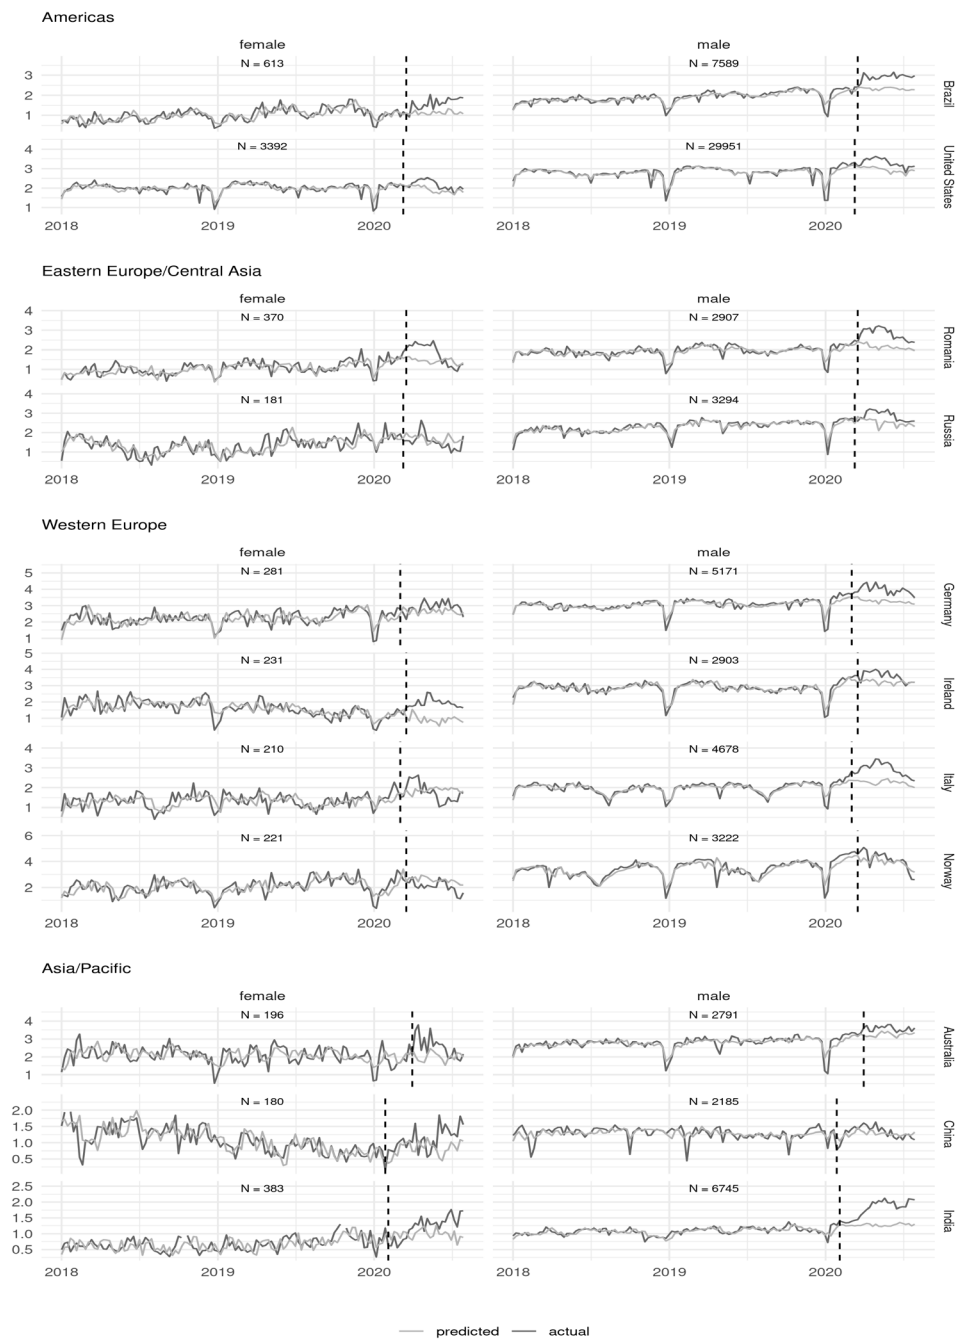 Americas
female male
N = 613 N = 7589
3
2
1
Brazil
N = 3392 N = 29951
4
3
2
1
United States
2018 2019 2020 2018 2019 2020
Eastern Europe/Central Asia
female male
N = 370 N = 2907
4
3
2
1
Romania
N = 181 N = 3294
4
3
2
1
Russia
2018 2019 2020 2018 2019 2020
Western Europe
female male
N = 281 N = 5171
5
4
3
2
1
Germany
N = 231 N = 2903
5
4
3
2
1
Ireland
N = 210 N = 4678
4
3
2
1
Italy
N = 221 N = 3222
6
4
2
Norway
2018 2019 2020 2018 2019 2020
Asia/Pacific
female male
N = 196 N = 2791
4
3
2
1
Australia
N = 180 N = 2185
2.0
1.5
1.0
0.5
China
N = 383 N = 6745
2.5
2.0
1.5
1.0
0.5
India
2018 2019 2020 2018 2019 2020
predicted actual